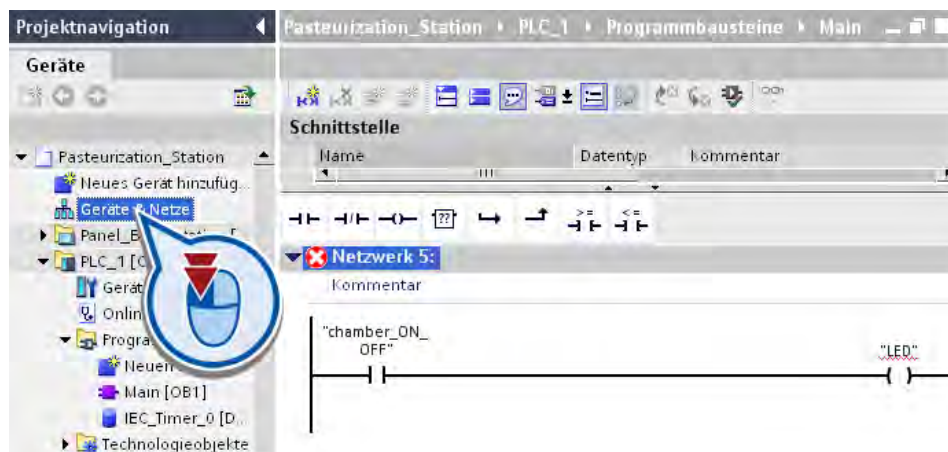 Projektnavigation
Geräte
Pasteurization_Station
Neues Gerät hinzufüg...
Geräte & Netze
Panel_B
PLC_1 [C
Gerät
Onlin
Progra
Neuen
Main [OB1]
IEC_Timer_0 [D...
Technologieobjekte
Pasteurization_Station PLC_1 Programmbausteine Main
Schnittstelle
Name Datentyp Kommentar
??
>= <=
Netzwerk 5:
Kommentar
"chamber_ON_
OFF"
"LED"